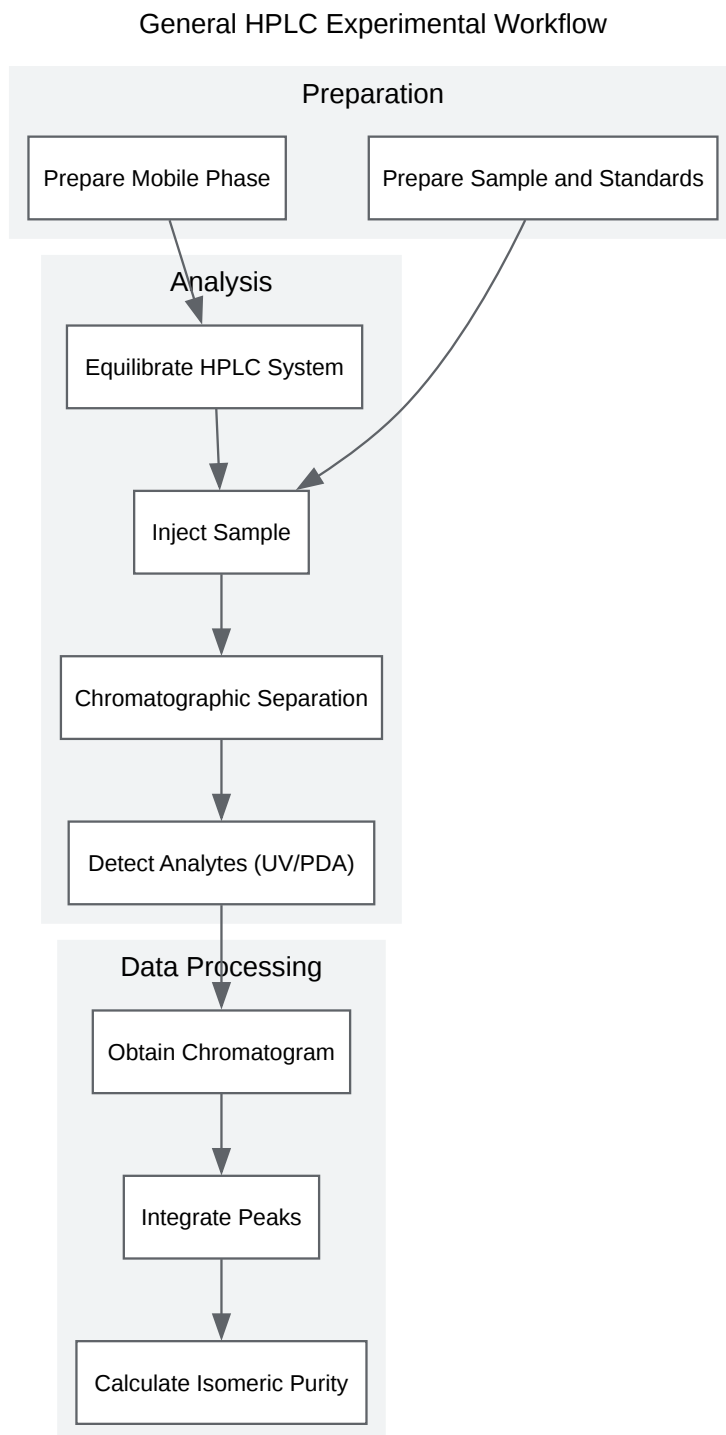 General HPLC Experimental Workflow
Preparation
Prepare Mobile Phase
Prepare Sample and Standards
Analysis
Equilibrate HPLC System
Inject Sample
Chromatographic Separation
Detect Analytes (UV/PDA)
Data Processing
Obtain Chromatogram
Integrate Peaks
Calculate Isomeric Purity